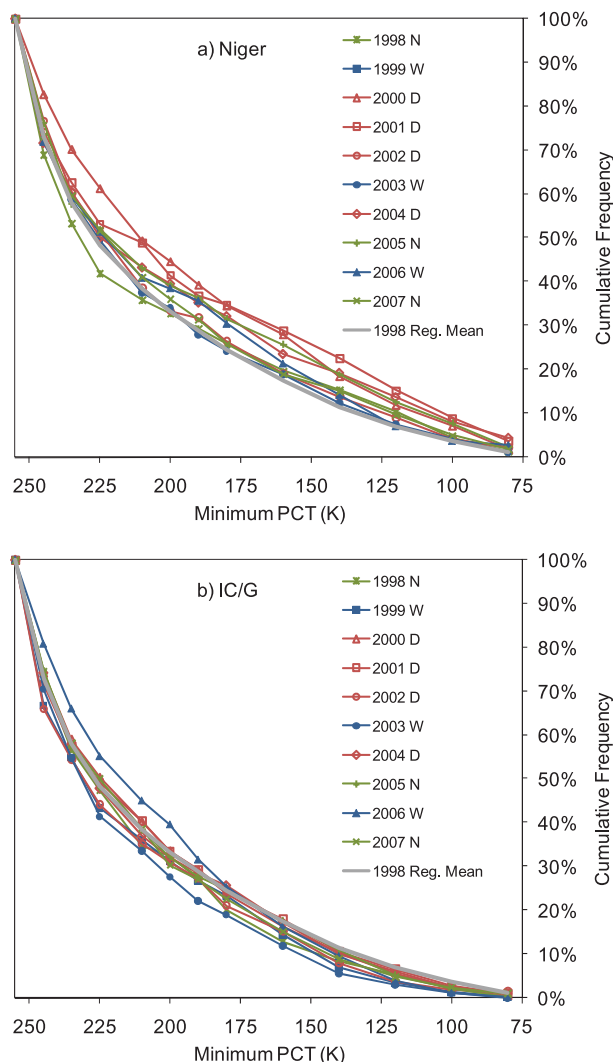 a) Niger
1998 N
1999 W
2000 D
2001 D
2002 D
2003 W
2004 D
2005 N
2006 W
2007 N
1998 Reg. Mean
100%
90%
80%
70%
60%
50%
40%
30%
20%
10%
0%
Cumulative Frequency
250 225 200 175 150 125 100 75
Minimum PCT (K)
b) IC/G
1998 N
1999 W
2000 D
2001 D
2002 D
2003 W
2004 D
2005 N
2006 W
2007 N
1998 Reg. Mean
100%
90%
80%
70%
60%
50%
40%
30%
20%
10%
0%
Cumulative Frequency
250 225 200 175 150 125 100 75
Minimum PCT (K)